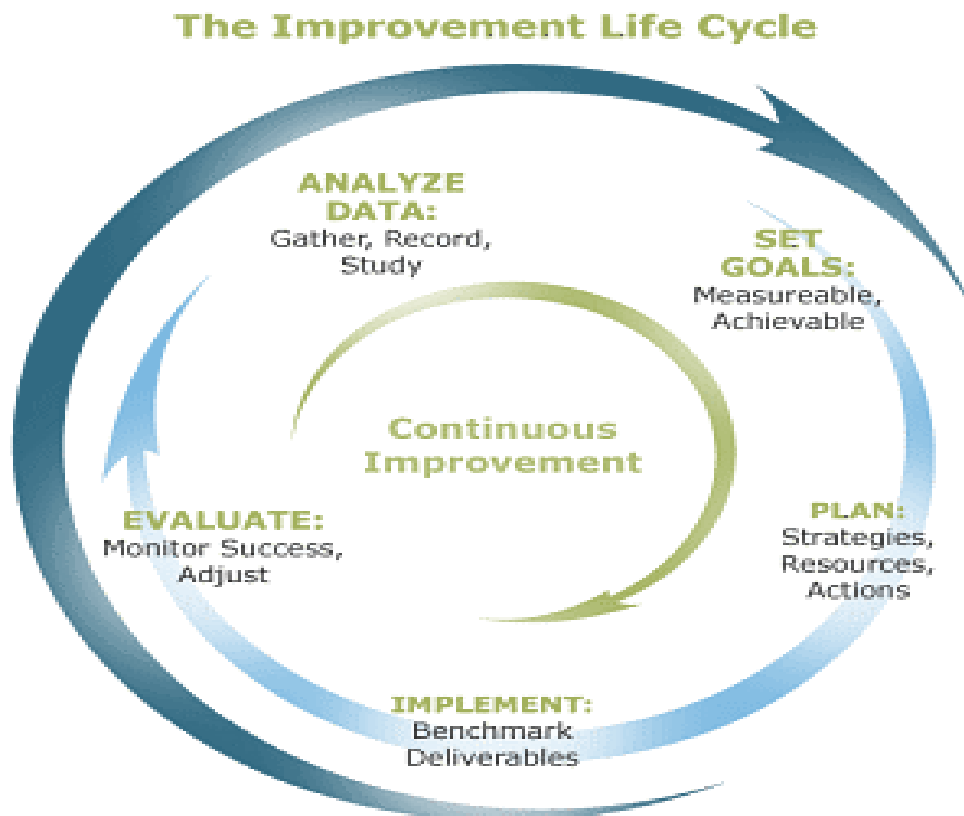 The Improvement Life Cycle
ANALYZE
DATA:
Gather, Record,
Study
SET
GOALS:
Measureable,
Achievable
Continuous
Improvement
PLAN:
Strategies,
Resources,
Actions
EVALUATE:
Monitor Success,
Adjust
IMPLEMENT:
Benchmark
Deliverables